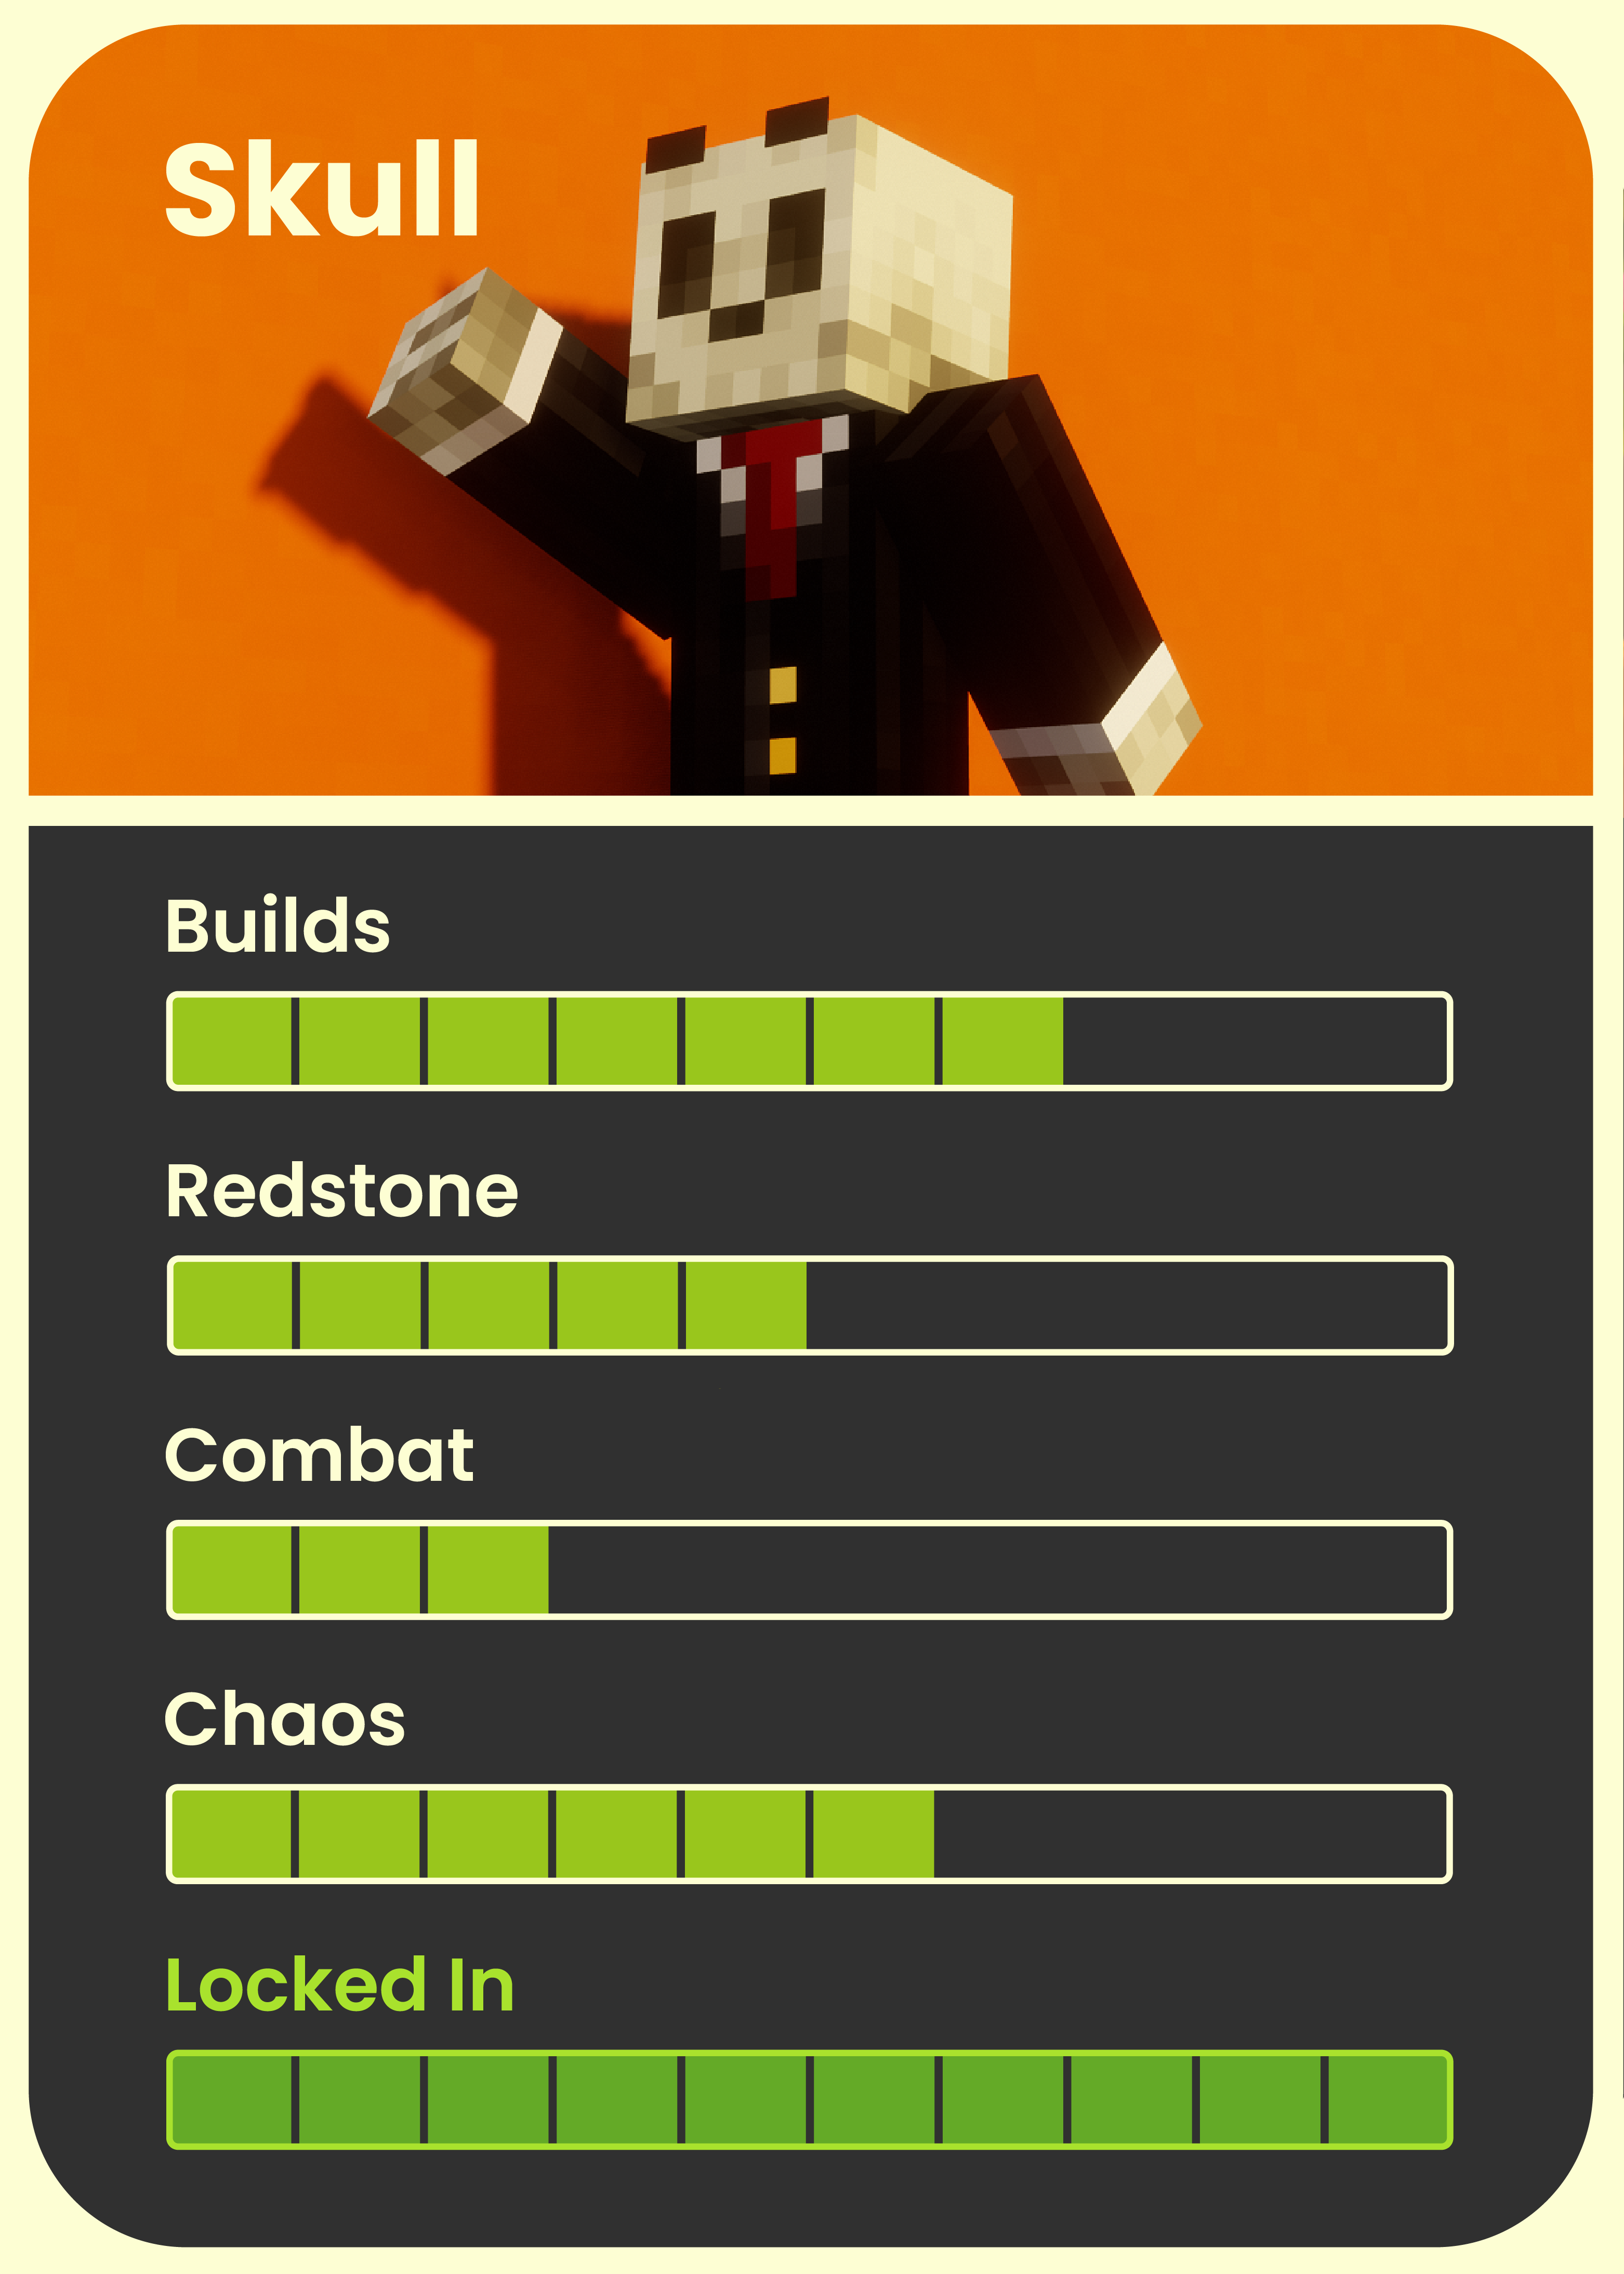 Skull
Builds
Redstone
Combat
Chaos
Locked In